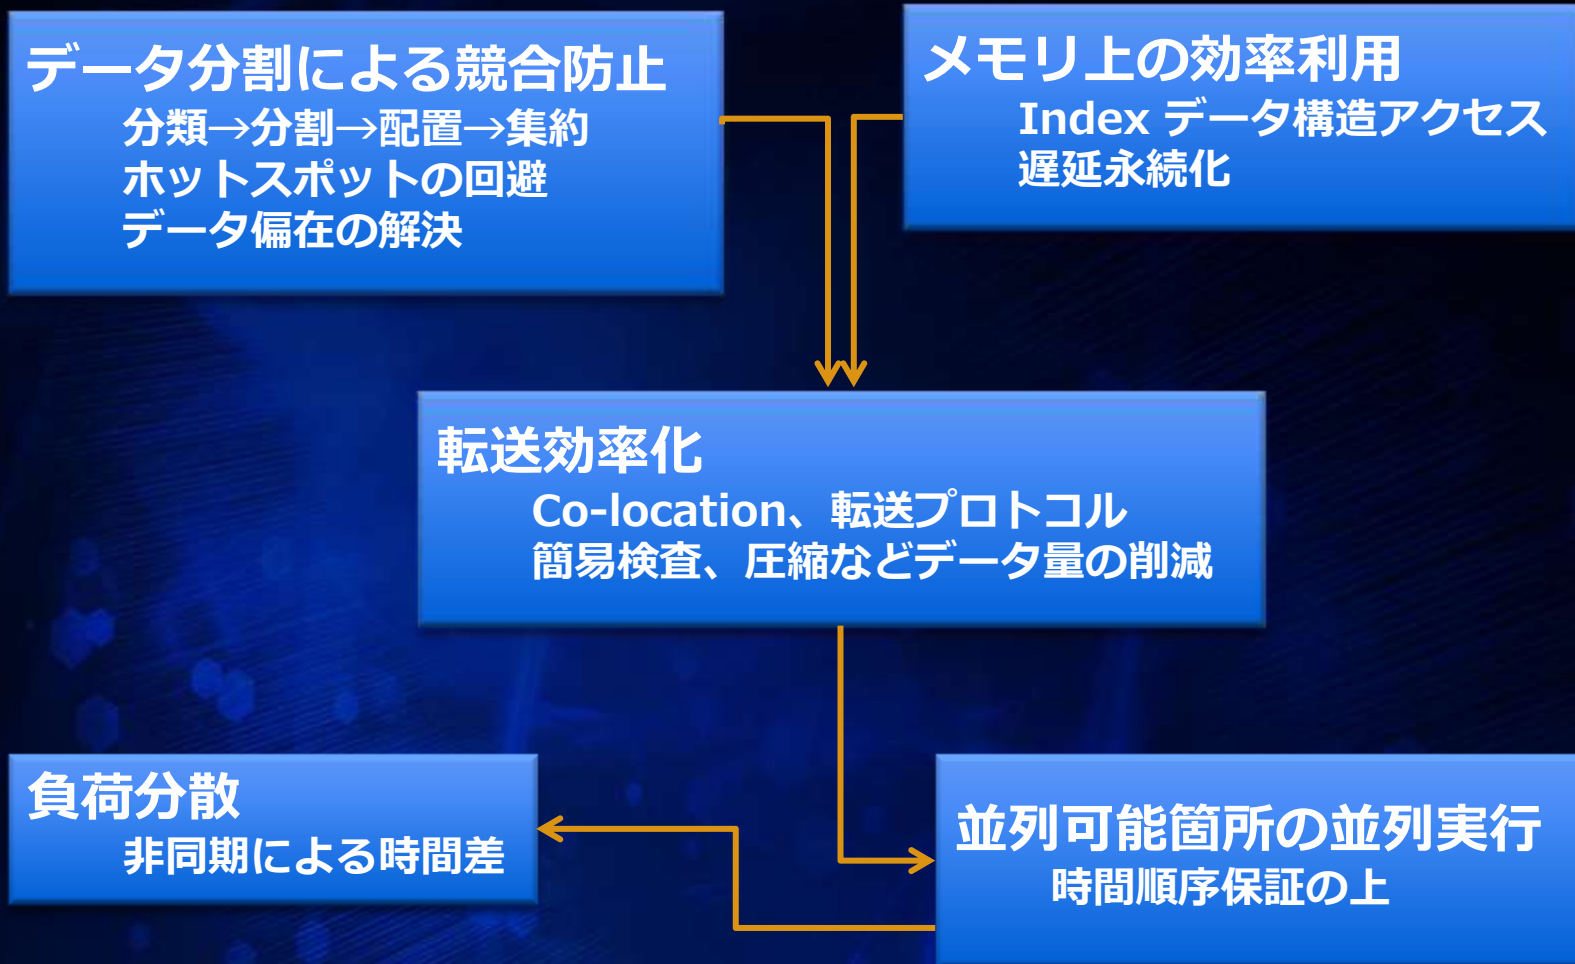 データ分割による競合防止
分類→分割→配置→集約
ホットスポットの回避
データ偏在の解決
メモリ上の効率利用
Index データ構造アクセス
遅延永続化
転送効率化
Co-location、転送プロトコル
簡易検査、圧縮などデータ量の削減
負荷分散
非同期による時間差
並列可能箇所の並列実行
時間順序保証の上